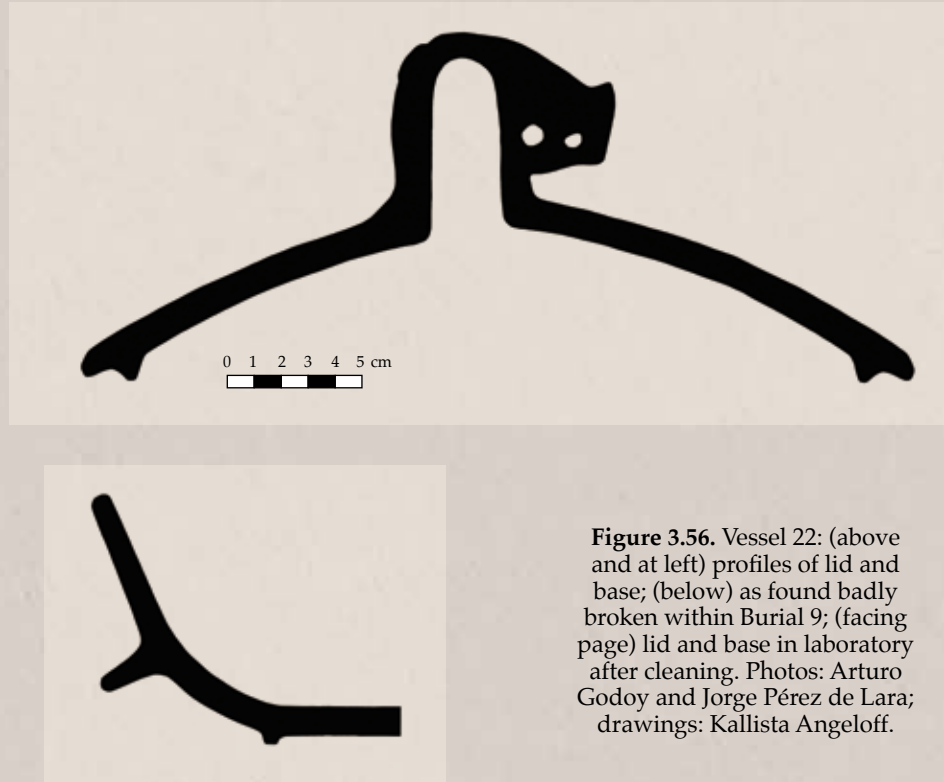 0 1 2 3 4 5 cm
Figure 3.56. Vessel 22: (above
and at left) profiles of lid and
base; (below) as found badly
broken within Burial 9; (facing
page) lid and base in laboratory
after cleaning. Photos: Arturo
Godoy and Jorge Pérez de Lara;
drawings: Kallista Angeloff.